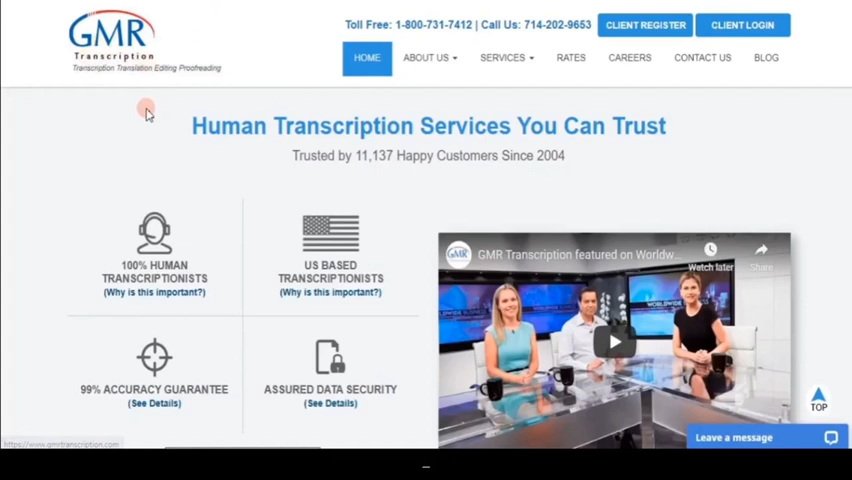 GMR
Transcription
Transcription Translation Editing Proofreading
Toll Free: 1-800-731-7412 | Call Us: 714-202-9653
CLIENT REGISTER
CLIENT LOGIN
HOME
ABOUT US
SERVICES
RATES
CAREERS
CONTACT US
BLOG
Human Transcription Services You Can Trust
Trusted by 11,137 Happy Customers Since 2004
100% HUMAN
TRANSCRIPTIONISTS
(Why is this important?)
US BASED
TRANSCRIPTIONISTS
(Why is this important?)
99% ACCURACY GUARANTEE
(See Details)
ASSURED DATA SECURITY
(See Details)
GMR Transcription featured on Worldw...
Watch later
Share
TOP
Leave a message
https://www.gmrtranscription.com